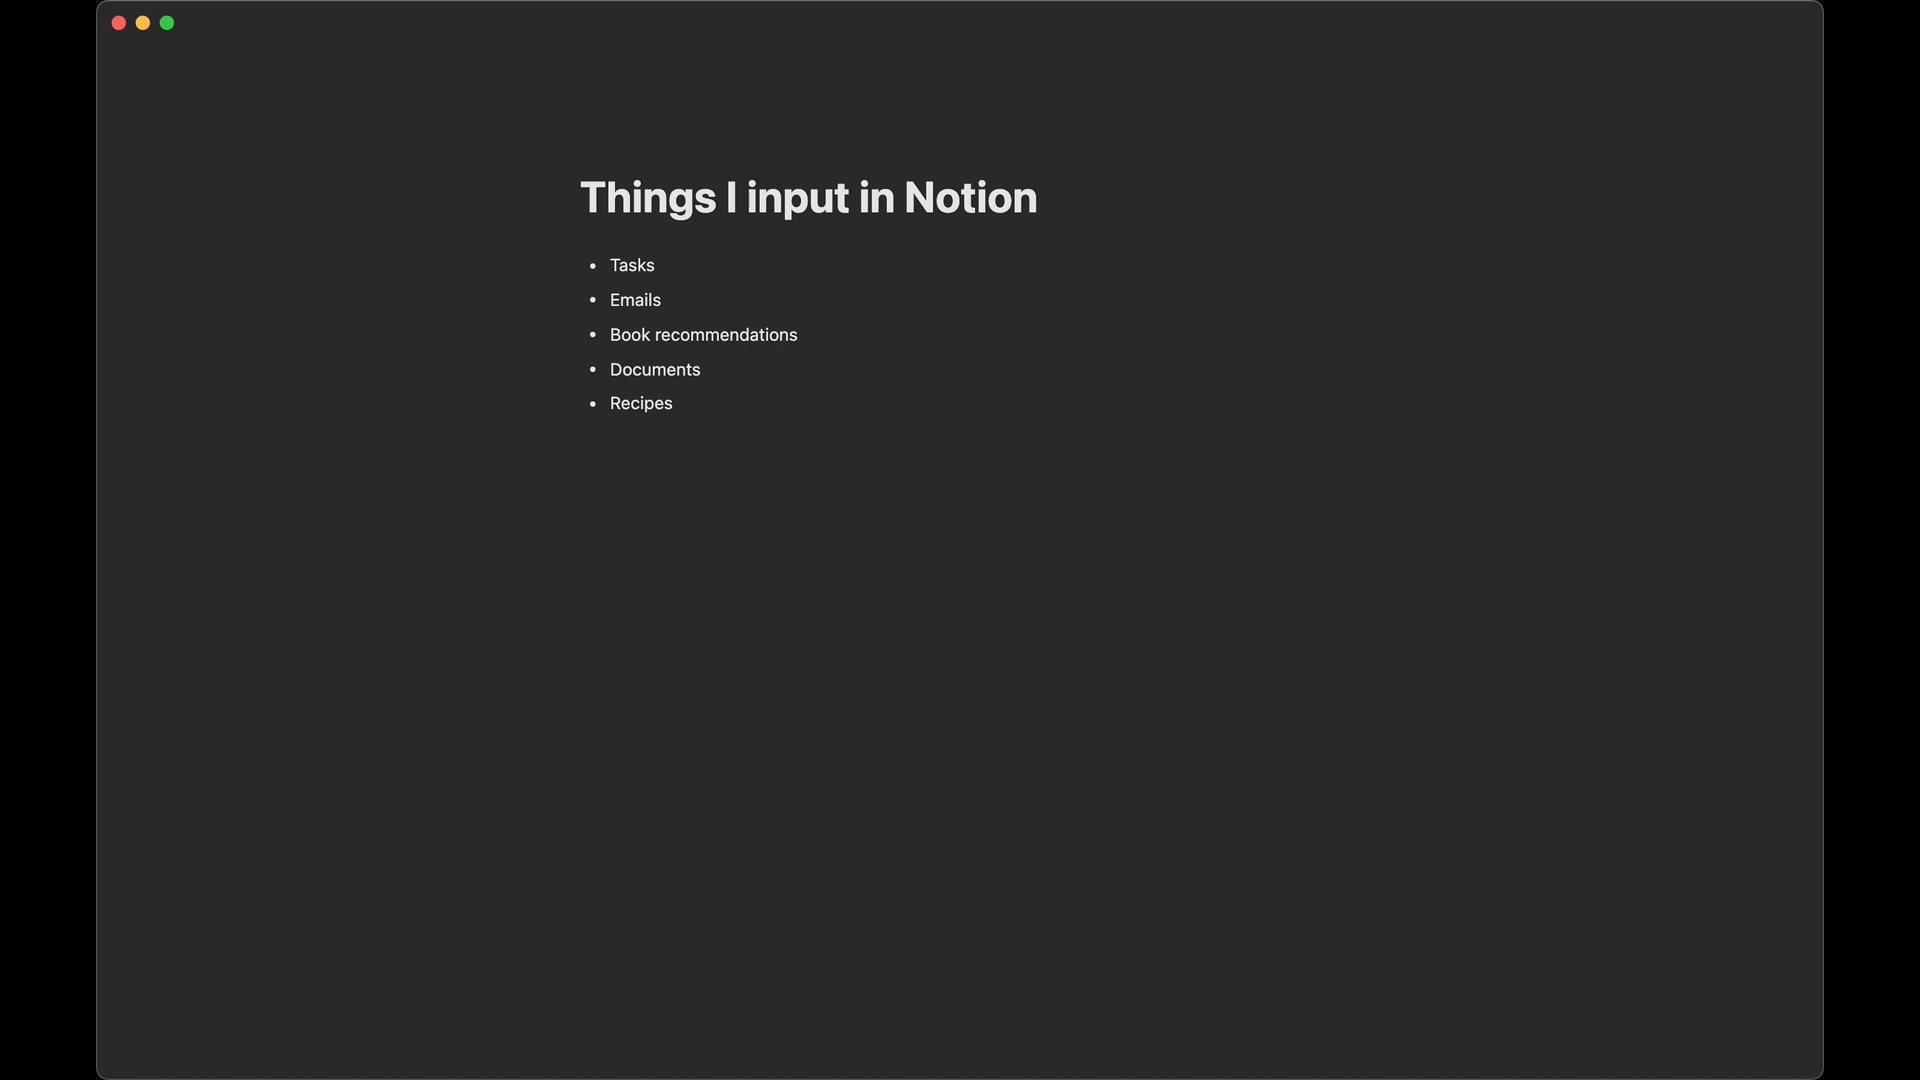 Things I input in Notion
• Tasks
• Emails
• Book recommendations
• Documents
• Recipes